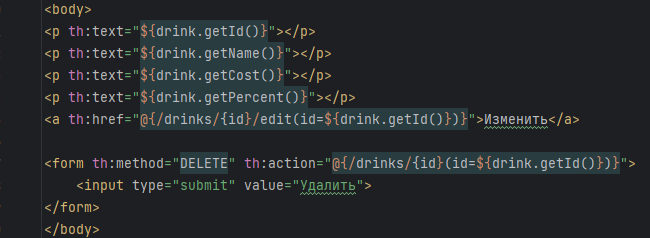 <body>
<p th:text="${drink.getId()}"></p>
<p th:text="${drink.getName()}"></p>
<p th:text="${drink.getCost()}"></p>
<p th:text="${drink.getPercent()}"></p>
<a th:href="@{/drinks/{id}/edit(id=${drink.getId()})}">Изменить</a>
<form th:method="DELETE" th:action="@{/drinks/{id}(id=${drink.getId()})}">
<input type="submit" value="Удалить">
</form>
</body>